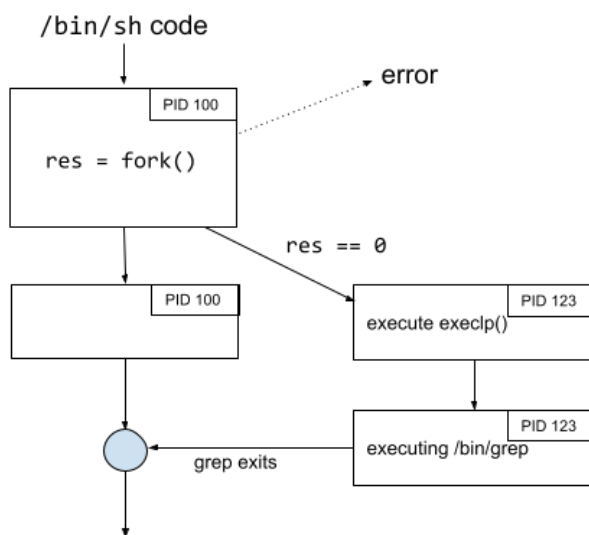 /bin/sh code
error
PID 100
res = fork()
res == 0
PID 100
PID 123
execute execlp()
PID 123
executing /bin/grep
grep exits